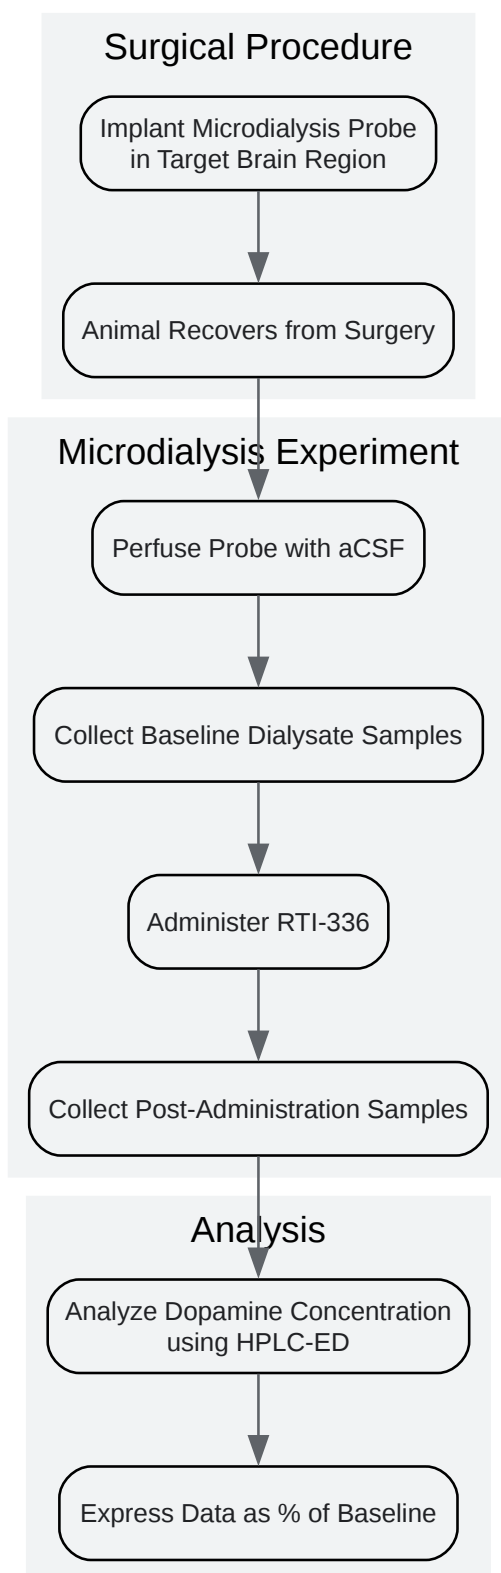 Surgical Procedure
Implant Microdialysis Probe
in Target Brain Region
Animal Recovers from Surgery
Microdialysis Experiment
Perfuse Probe with aCSF
Collect Baseline Dialysate Samples
Administer RTI-336
Collect Post-Administration Samples
Analysis
Analyze Dopamine Concentration
using HPLC-ED
Express Data as % of Baseline